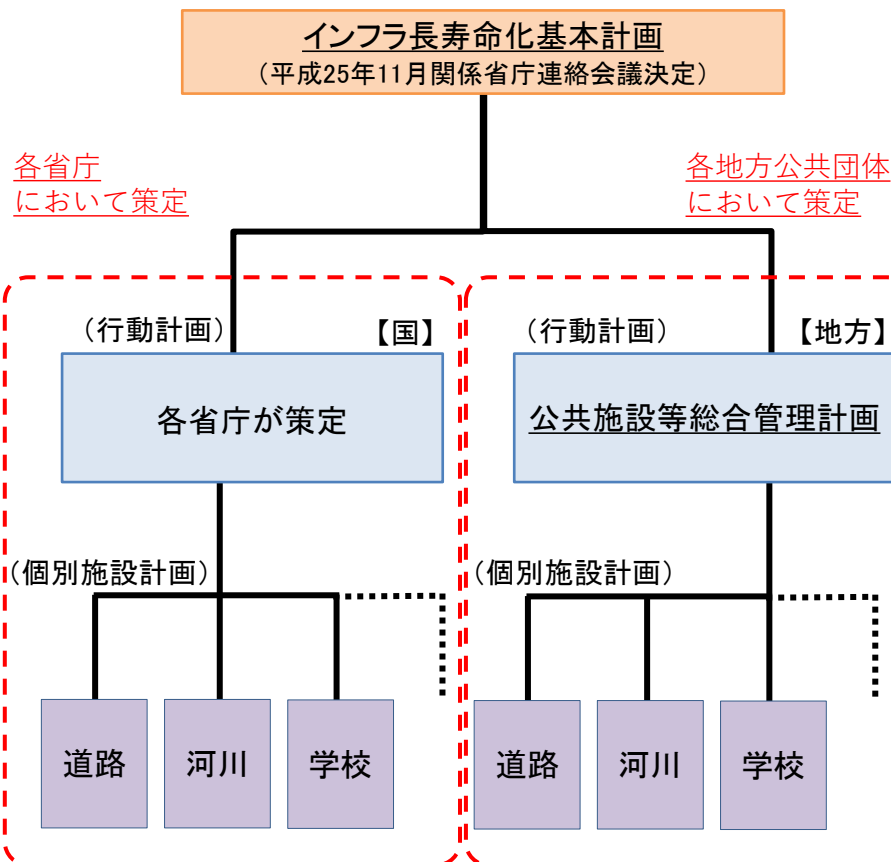 インフラ長寿命化基本計画
（平成25年11月関係省庁連絡会議決定）
各省庁
において策定
各地方公共団体
において策定
（行動計画）
【国】
各省庁が策定
（個別施設計画）
道路
河川
学校
（行動計画）
【地方】
公共施設等総合管理計画
（個別施設計画）
道路
河川
学校